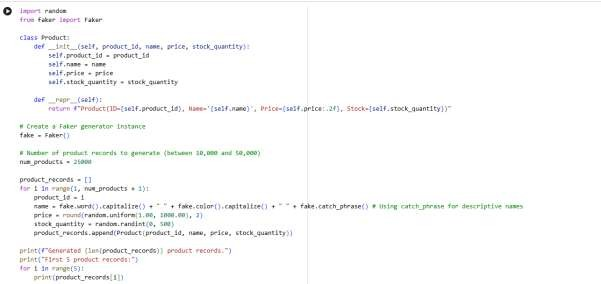 import random
from faker import Faker
class Product:
def __init__(self, product_id, name, price, stock_quantity):
self.product_id = product_id
self.name = name
self.price = price
self.stock_quantity = stock_quantity
def __repr__(self):
return f"Product(ID={self.product_id}, Name='{self.name}', Price={self.price:.2f}, Stock={self.stock_quantity})"
# Create a Faker generator instance
fake = Faker()
# Number of product records to generate (between 10,000 and 50,000)
num_products = 25000
product_records = []
for i in range(1, num_products + 1):
product_id = i
name = fake.word().capitalize() + " " + fake.color().capitalize() + " " + fake.catch_phrase() # Using catch_phrase for descriptive names
price = round(random.uniform(1.00, 1000.00), 2)
stock_quantity = random.randint(0, 500)
product_records.append(Product(product_id, name, price, stock_quantity))
print(f"Generated {len(product_records)} product records.")
print("First 5 product records:")
for i in range(5):
print(product_records[i])